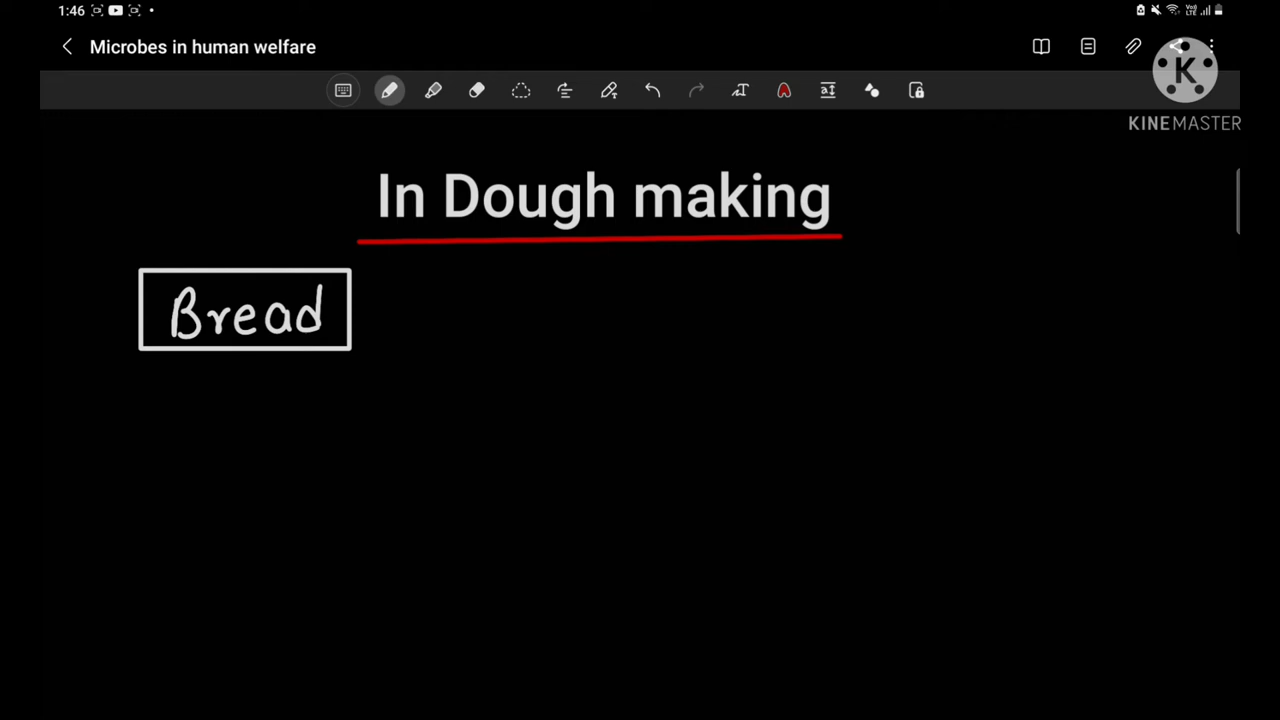 1:46
Microbes in human welfare
KINEMASTER
In Dough making
Bread